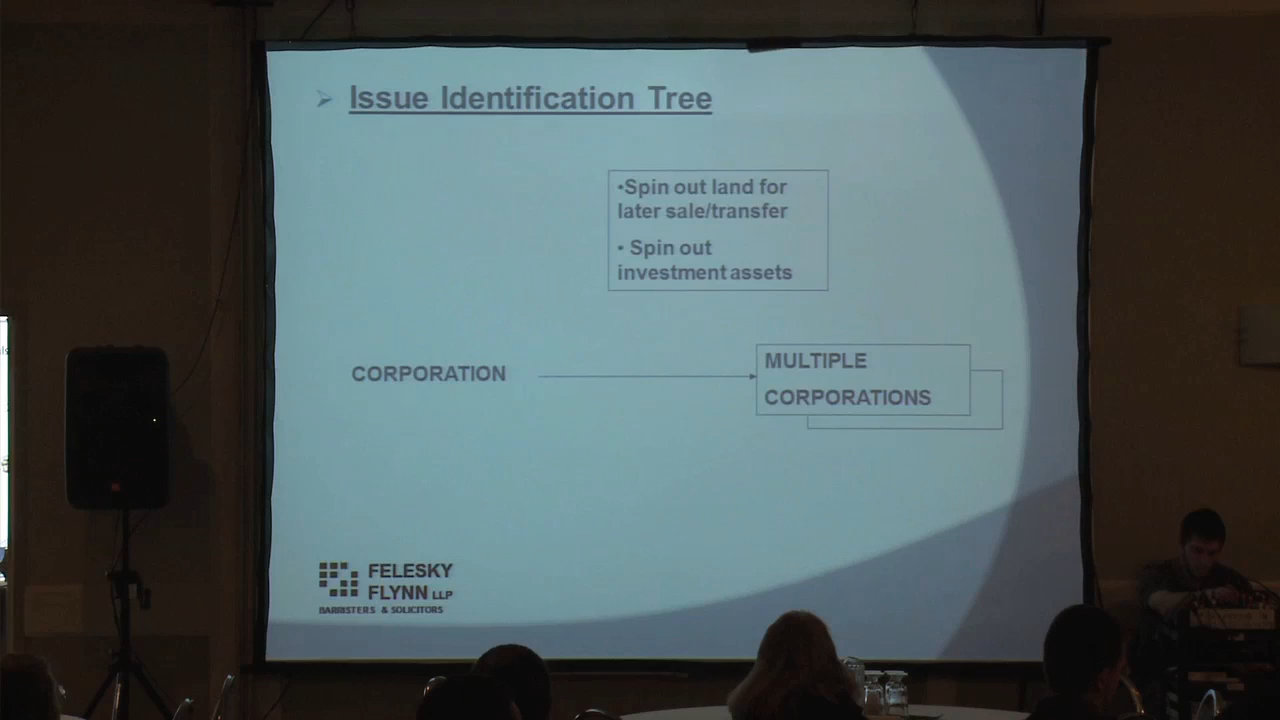 Issue Identification Tree
•Spin out land for
later sale/transfer
• Spin out
investment assets
CORPORATION
MULTIPLE
CORPORATIONS
FELESKY
FLYNN LLP
BARRISTERS & SOLICITORS